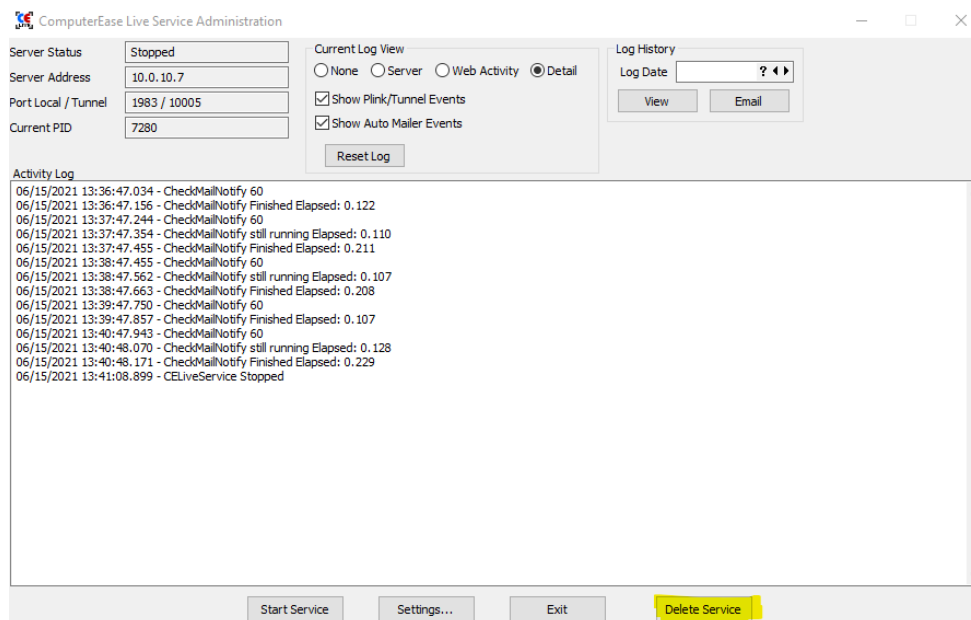 ComputerEase Live Service Administration
Server Status Stopped
Server Address 10.0.10.7
Port Local / Tunnel 1983 / 10005
Current PID 7280
Current Log View
None Server Web Activity Detail
Show Plink/Tunnel Events
Show Auto Mailer Events
Reset Log
Log History
Log Date ?
View Email
Activity Log
06/15/2021 13:36:47.034 - CheckMailNotify 60
06/15/2021 13:36:47.156 - CheckMailNotify Finished Elapsed: 0.122
06/15/2021 13:37:47.244 - CheckMailNotify 60
06/15/2021 13:37:47.354 - CheckMailNotify still running Elapsed: 0.110
06/15/2021 13:37:47.455 - CheckMailNotify Finished Elapsed: 0.211
06/15/2021 13:38:47.455 - CheckMailNotify 60
06/15/2021 13:38:47.562 - CheckMailNotify still running Elapsed: 0.107
06/15/2021 13:38:47.663 - CheckMailNotify Finished Elapsed: 0.208
06/15/2021 13:39:47.750 - CheckMailNotify 60
06/15/2021 13:39:47.857 - CheckMailNotify Finished Elapsed: 0.107
06/15/2021 13:40:47.943 - CheckMailNotify 60
06/15/2021 13:40:48.070 - CheckMailNotify still running Elapsed: 0.128
06/15/2021 13:40:48.171 - CheckMailNotify Finished Elapsed: 0.229
06/15/2021 13:41:08.899 - CELiveService Stopped
Start Service Settings... Exit Delete Service